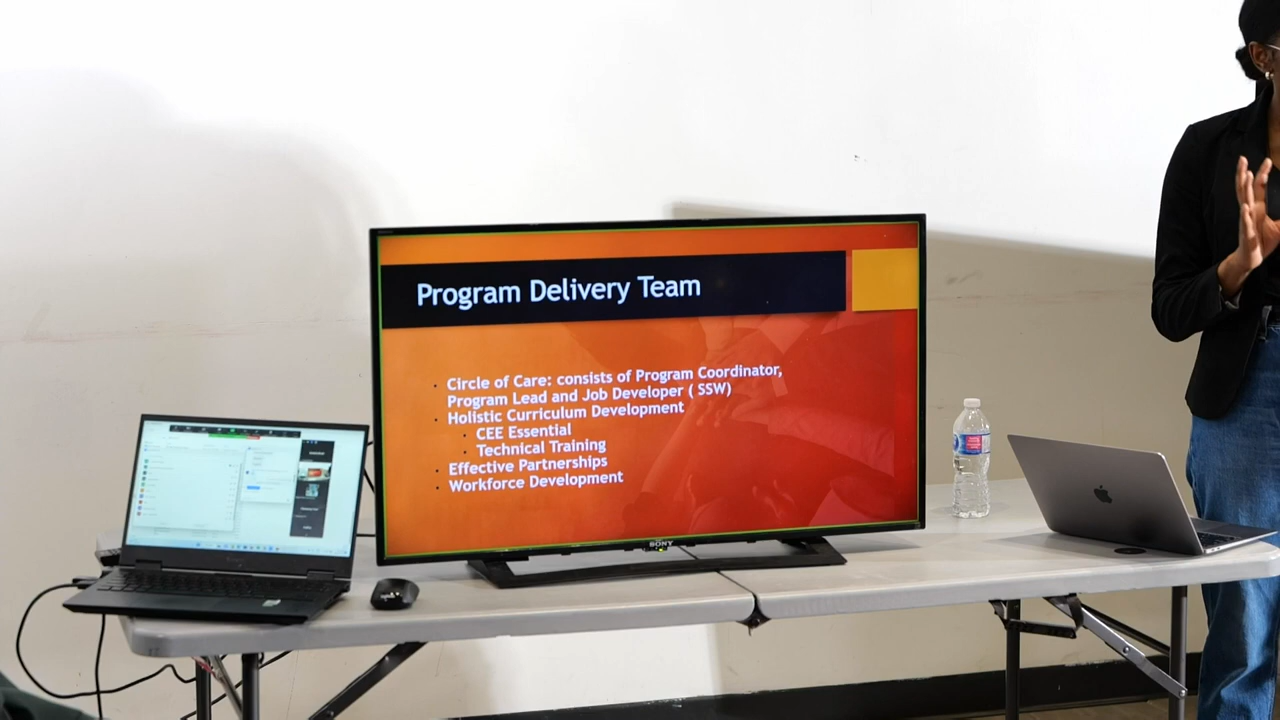 Program Delivery Team
Circle of Care: consists of Program Coordinator,
Program Lead and Job Developer ( SSW)
Holistic Curriculum Development
CEE Essential
Technical Training
Effective Partnerships
Workforce Development
SONY